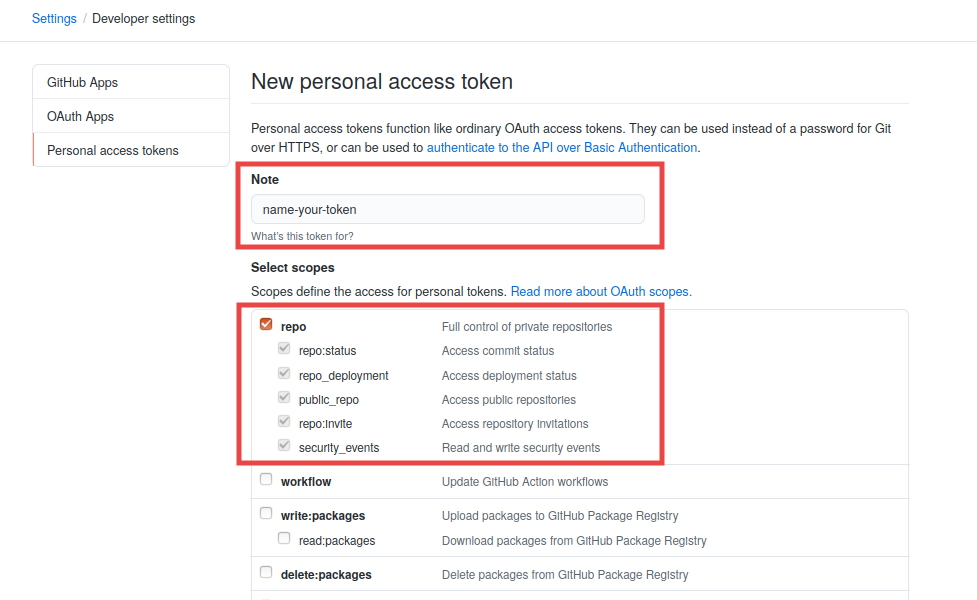 Settings / Developer settings
GitHub Apps
OAuth Apps
Personal access tokens
New personal access token
Personal access tokens function like ordinary OAuth access tokens. They can be used instead of a password for Git
over HTTPS, or can be used to authenticate to the API over Basic Authentication.
Note
name-your-token
What's this token for?
Select scopes
Scopes define the access for personal tokens. Read more about OAuth scopes.
repo Full control of private repositories
repo:status Access commit status
repo_deployment Access deployment status
public_repo Access public repositories
repo:invite Access repository invitations
security_events Read and write security events
workflow Update GitHub Action workflows
write:packages Upload packages to GitHub Package Registry
read:packages Download packages from GitHub Package Registry
delete:packages Delete packages from GitHub Package Registry